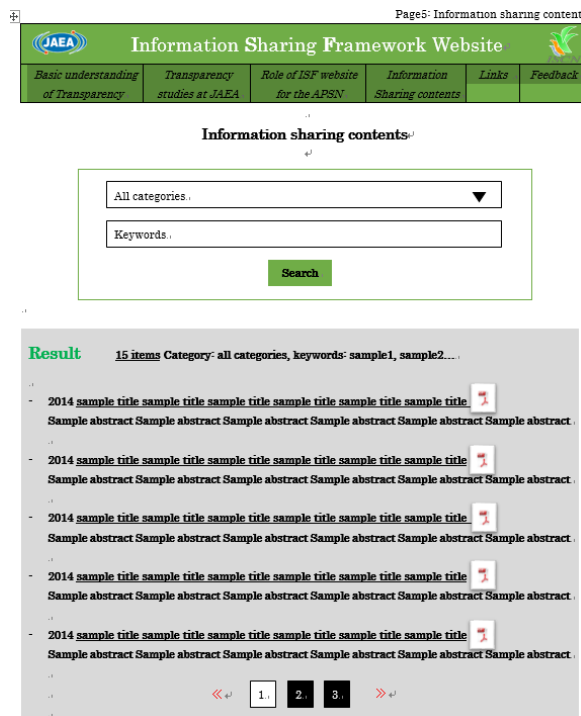 Page5: Information sharing content
JAEA
Information Sharing Framework Website
ISCN
Basic understanding of Transparency
Transparency studies at JAEA
Role of ISF website for the APSN
Information Sharing contents
Links
Feedback
Information sharing contents
All categories
Keywords
Search
Result 15 items Category: all categories, keywords: sample1, sample2....
- 2014 sample title sample title sample title sample title sample title sample title
Sample abstract Sample abstract Sample abstract Sample abstract Sample abstract Sample abstract
- 2014 sample title sample title sample title sample title sample title sample title
Sample abstract Sample abstract Sample abstract Sample abstract Sample abstract Sample abstract
- 2014 sample title sample title sample title sample title sample title sample title
Sample abstract Sample abstract Sample abstract Sample abstract Sample abstract Sample abstract
- 2014 sample title sample title sample title sample title sample title sample title
Sample abstract Sample abstract Sample abstract Sample abstract Sample abstract Sample abstract
- 2014 sample title sample title sample title sample title sample title sample title
Sample abstract Sample abstract Sample abstract Sample abstract Sample abstract Sample abstract
« 1 2 3 »